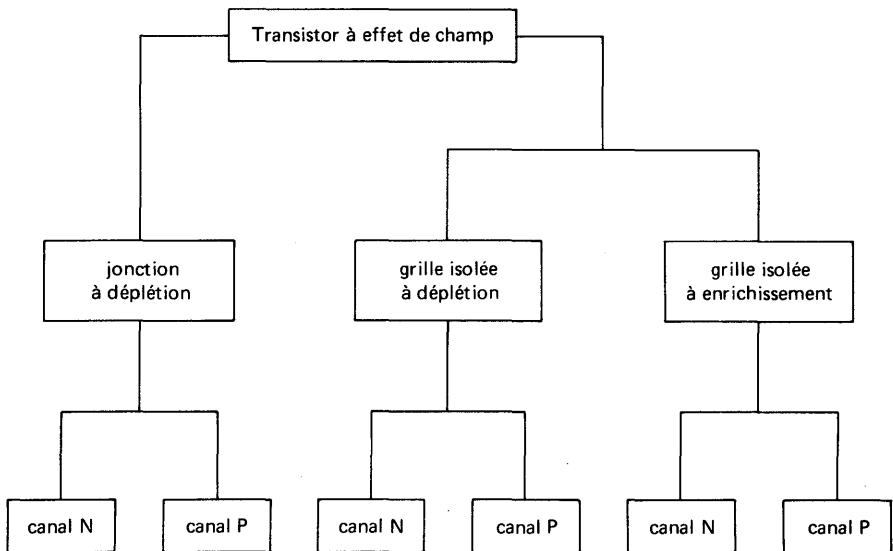 Transistor à effet de champ
jonction
à déplétion
grille isolée
à déplétion
grille isolée
à enrichissement
canal N
canal P
canal N
canal P
canal N
canal P